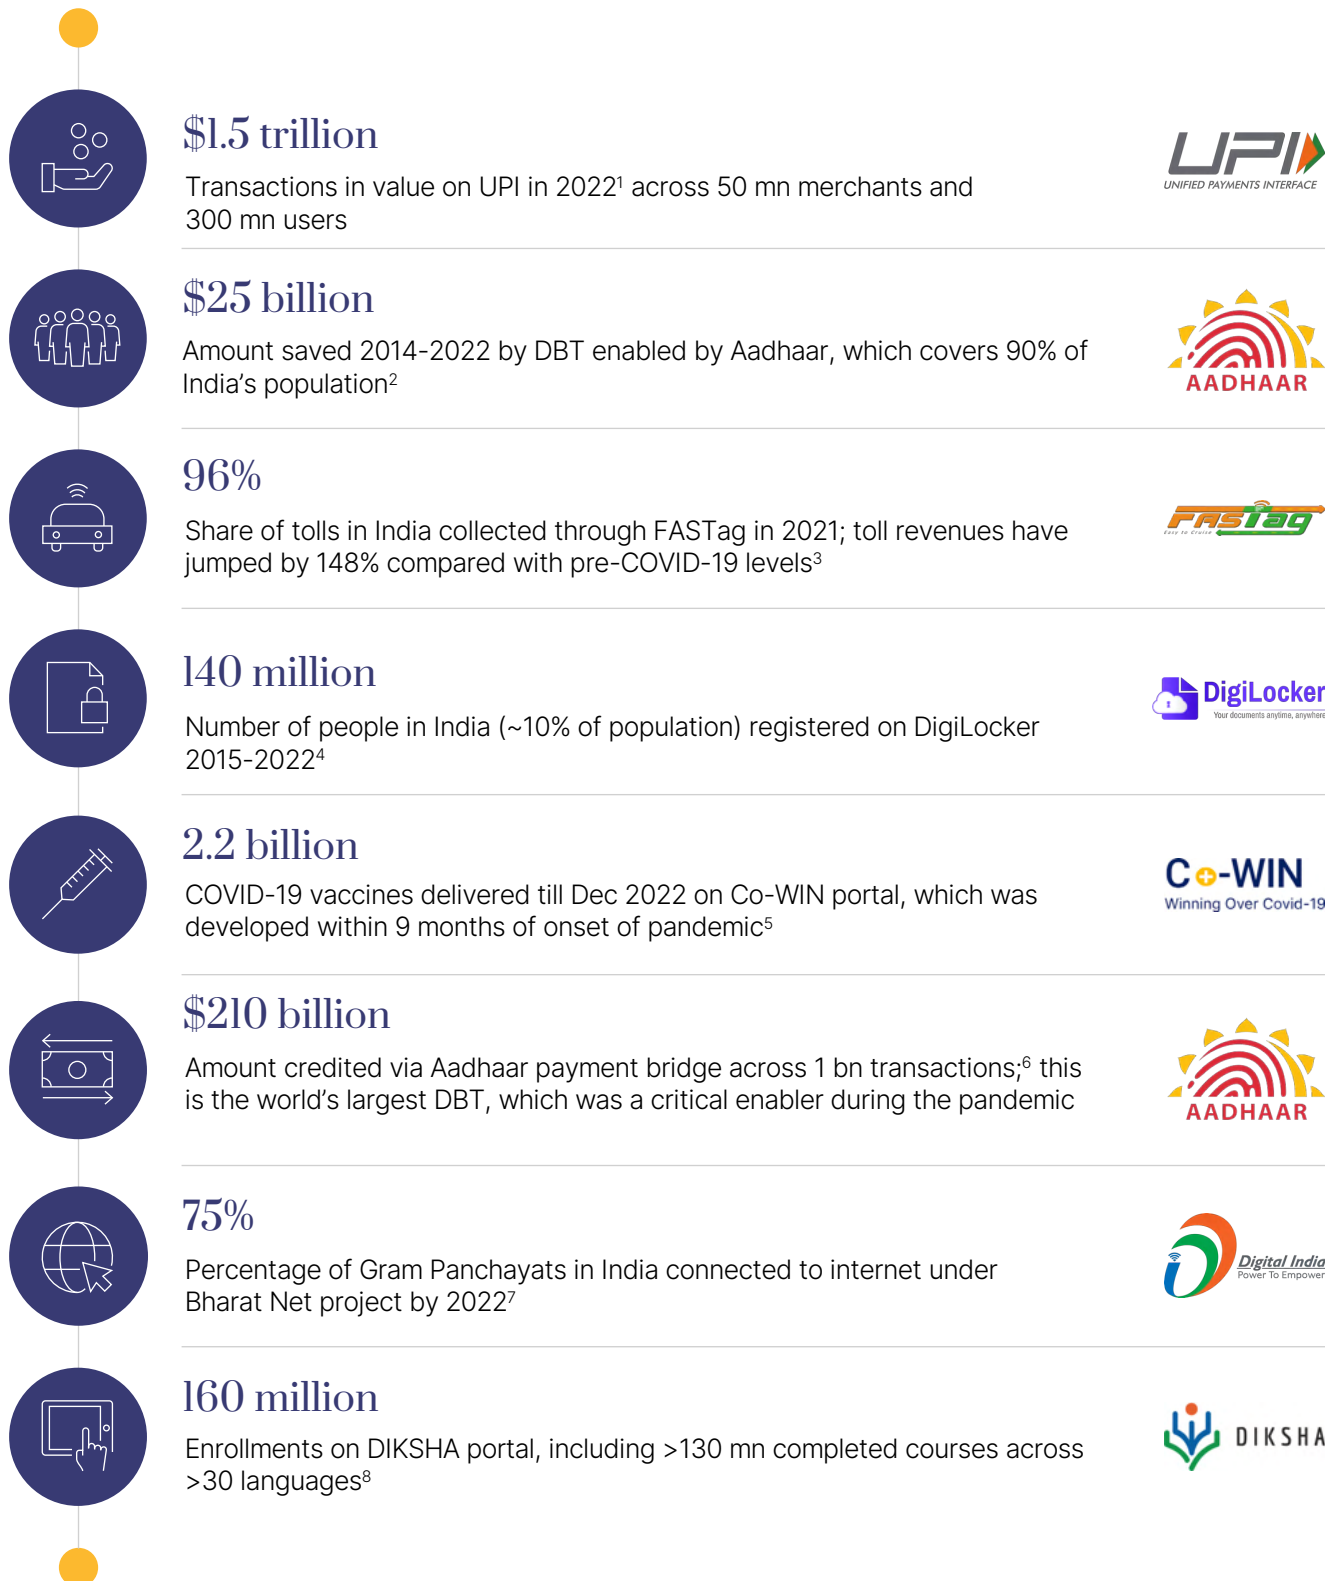 $1.5 trillion
Transactions in value on UPI in 2022¹ across 50 mn merchants and
300 mn users
UPI
UNIFIED PAYMENTS INTERFACE
$25 billion
Amount saved 2014-2022 by DBT enabled by Aadhaar, which covers 90% of
India’s population²
AADHAAR
96%
Share of tolls in India collected through FASTag in 2021; toll revenues have
jumped by 148% compared with pre-COVID-19 levels³
FASTag
Easy to Cruise
140 million
Number of people in India (~10% of population) registered on DigiLocker
2015-2022⁴
DigiLocker
Your documents anytime, anywhere
2.2 billion
COVID-19 vaccines delivered till Dec 2022 on Co-WIN portal, which was
developed within 9 months of onset of pandemic⁵
Co-WIN
Winning Over Covid-19
$210 billion
Amount credited via Aadhaar payment bridge across 1 bn transactions;⁶ this
is the world’s largest DBT, which was a critical enabler during the pandemic
AADHAAR
75%
Percentage of Gram Panchayats in India connected to internet under
Bharat Net project by 2022⁷
Digital India
Power To Empower
160 million
Enrollments on DIKSHA portal, including >130 mn completed courses across
>30 languages⁸
DIKSHA